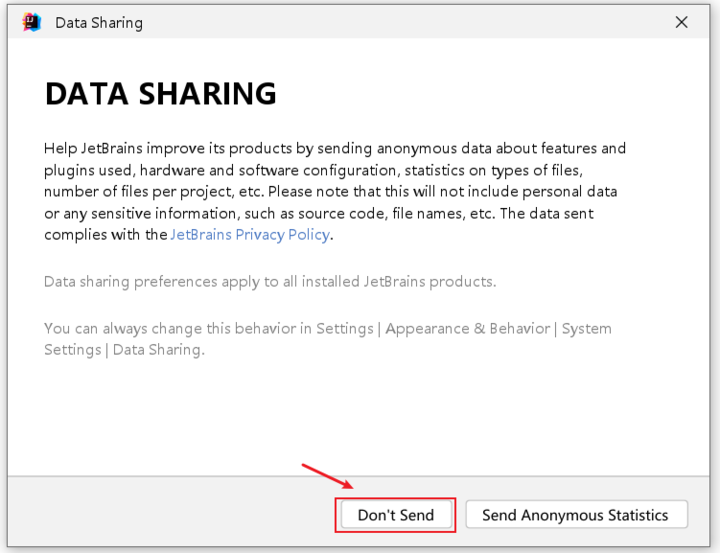 Data Sharing
DATA SHARING
Help JetBrains improve its products by sending anonymous data about features and
plugins used, hardware and software configuration, statistics on types of files,
number of files per project, etc. Please note that this will not include personal data
or any sensitive information, such as source code, file names, etc. The data sent
complies with the JetBrains Privacy Policy.
Data sharing preferences apply to all installed JetBrains products.
You can always change this behavior in Settings | Appearance & Behavior | System
Settings | Data Sharing.
Don't Send
Send Anonymous Statistics